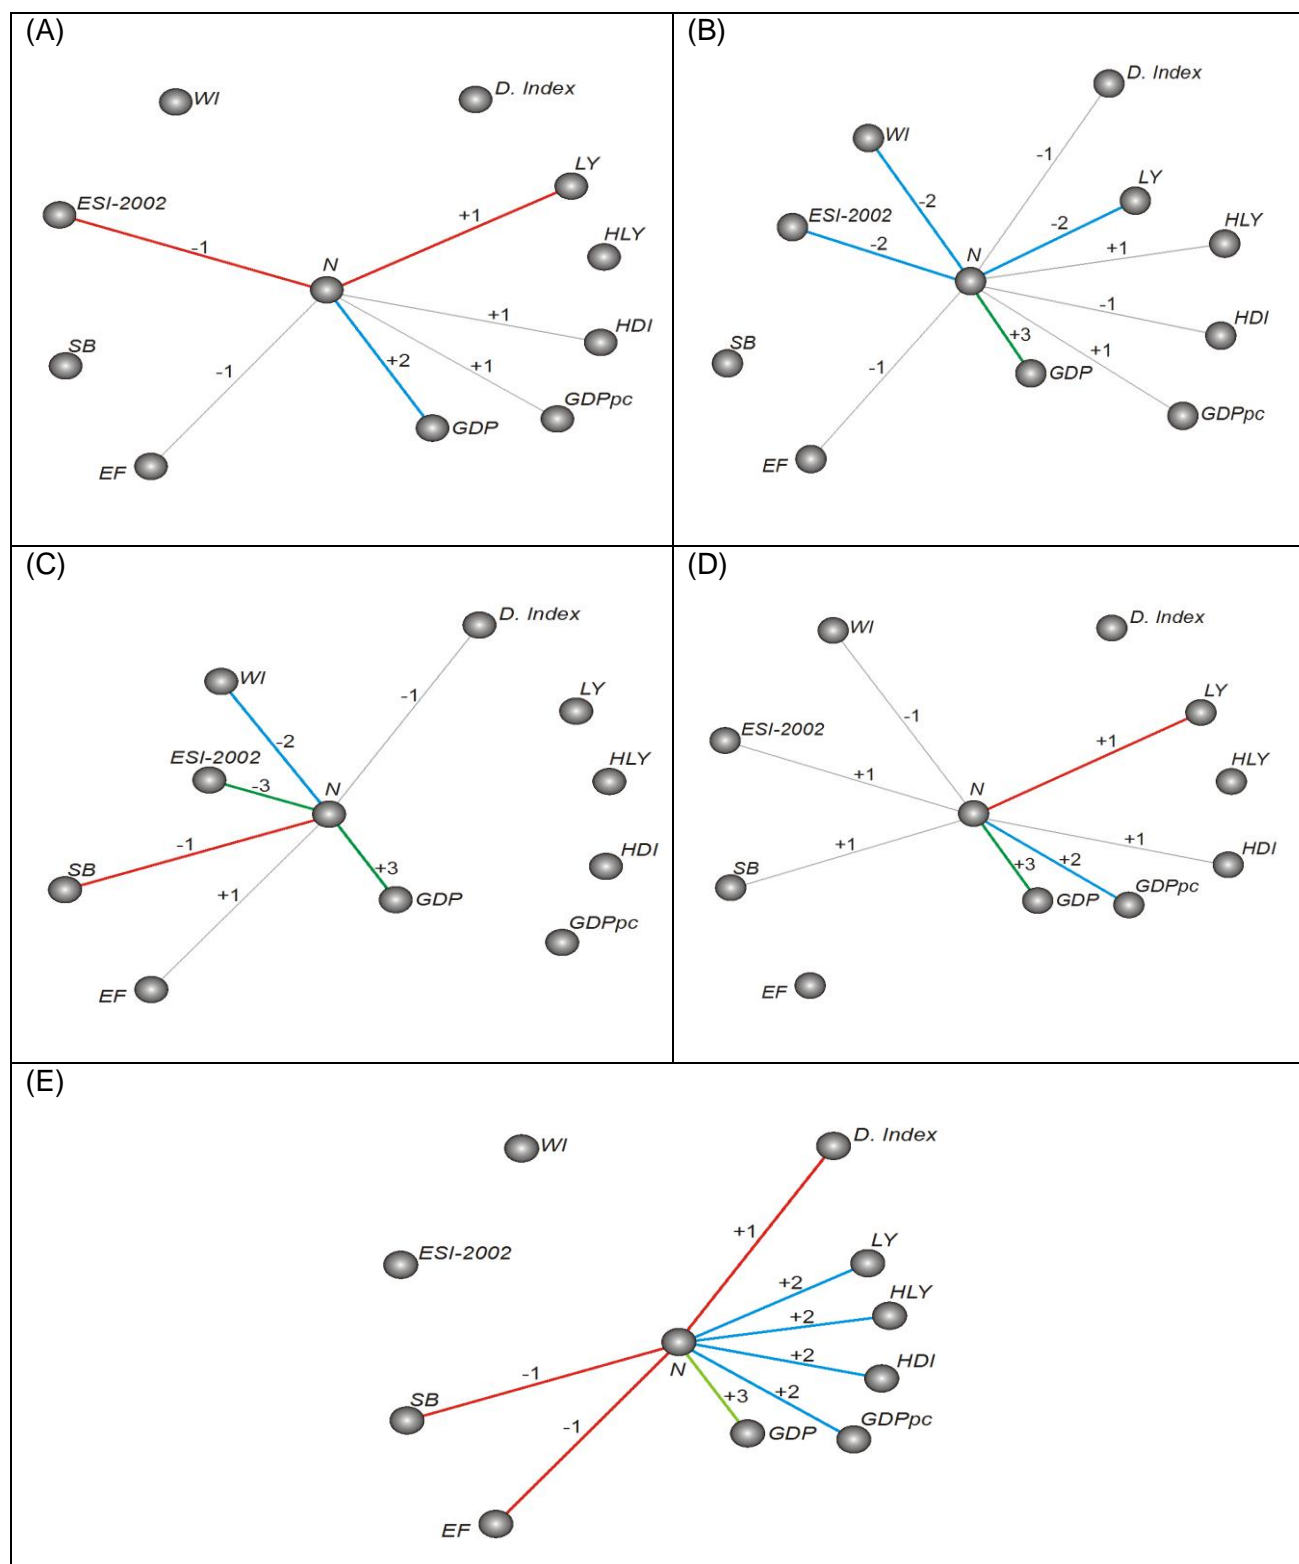 (A)
WI
D. Index
LY
ESI-2002
+1
-1
HLY
N
+1
HDI
SB
-1
+2
+1
GDPpc
GDP
EF
(B)
D. Index
WI
-1
LY
-2
ESI-2002
-2
HLY
-2
+1
N
-1
HDI
+3
SB
-1
+1
GDP
GDPpc
EF
(C)
D. Index
WI
-1
LY
-2
ESI-2002
HLY
-3
N
-1
HDI
SB
+3
+1
GDP
GDPpc
EF
(D)
D. Index
WI
LY
-1
ESI-2002
+1
HLY
+1
N
+1
+1
HDI
SB
+3
+2
GDPpc
GDP
EF
(E)
D. Index
WI
+1
LY
ESI-2002
+2
HLY
+2
+2
HDI
N
-1
+3
+2
SB
GDPpc
-1
GDP
EF